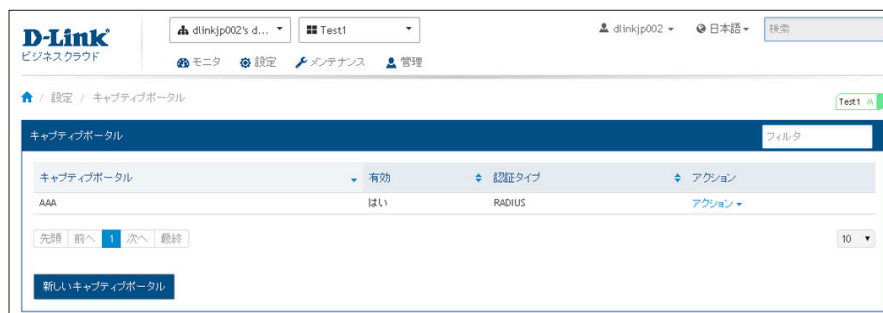 D-Link
ビジネスクラウド
dlinkjp002's d...
Test1
dlinkjp002
日本語
検索
モニタ 設定 メンテナンス 管理
/ 設定 / キャプティブポータル
Test1
キャプティブポータル
フィルタ
キャプティブポータル 有効 認証タイプ アクション
AAA はい RADIUS アクション
先頭 前へ 1 次へ 最終
10
新しいキャプティブポータル